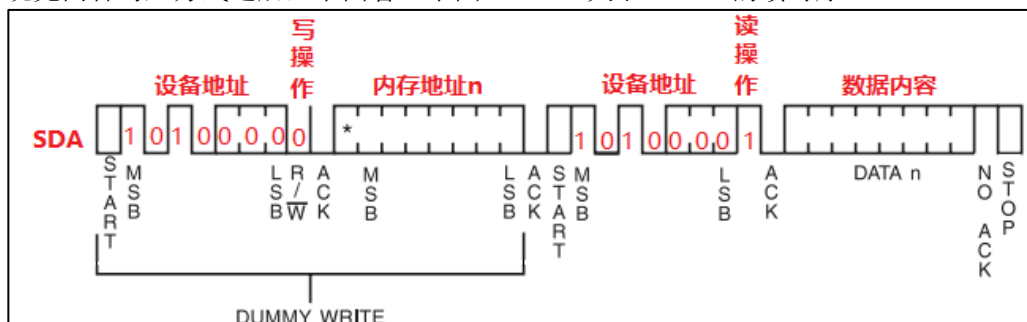 写操作
读操作
设备地址
内存地址n
设备地址
数据内容
SDA
1 0 1 0 0 0 0 0
*
1 0 1 0 0 0 0 1
START
MSB
LSB
R/W
ACK
MSB
LSB
ACK
START
MSB
LSB
ACK
DATA n
NO ACK
STOP
DUMMY WRITE